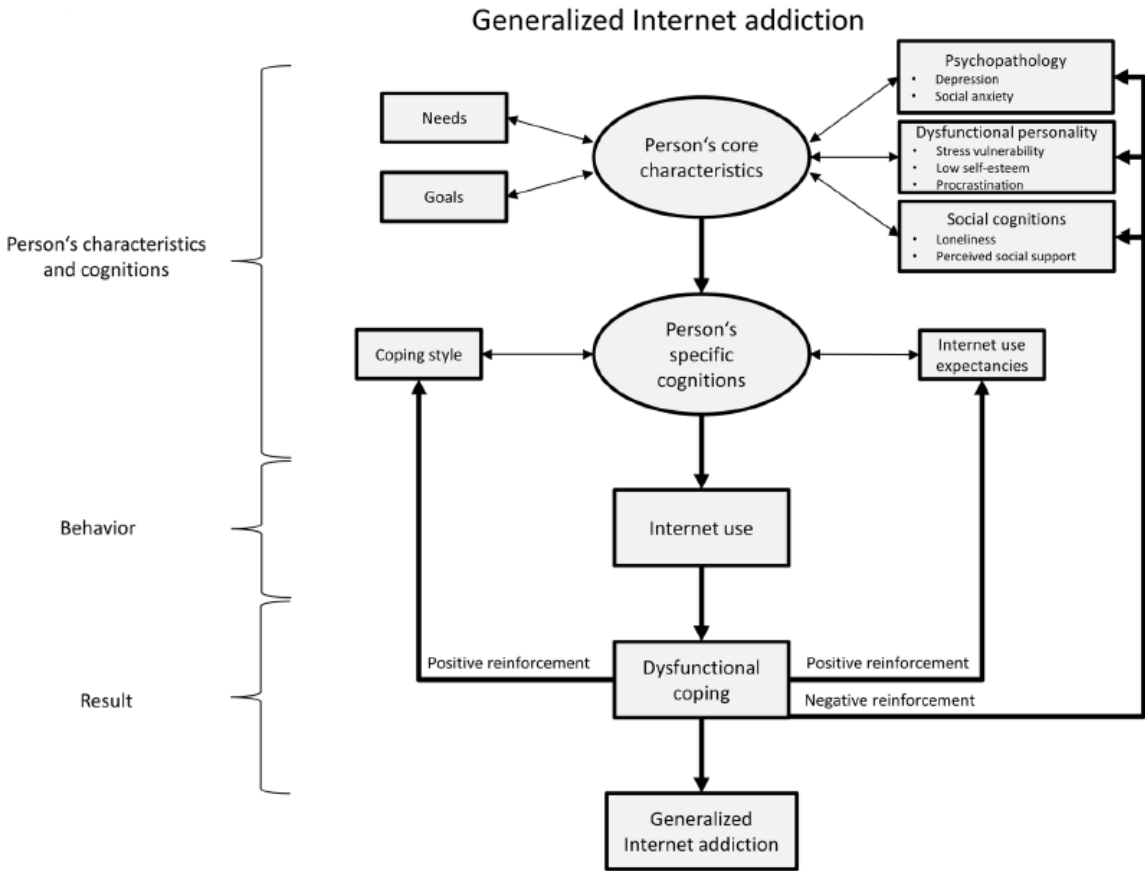 Generalized Internet addiction
Psychopathology
• Depression
• Social anxiety
Needs
Person‘s core
characteristics
Dysfunctional personality
• Stress vulnerability
• Low self-esteem
• Procrastination
Goals
Social cognitions
• Loneliness
• Perceived social support
Person‘s characteristics
and cognitions
Coping style
Person‘s
specific
cognitions
Internet use
expectancies
Behavior
Internet use
Positive reinforcement
Dysfunctional
coping
Positive reinforcement
Negative reinforcement
Result
Generalized
Internet addiction